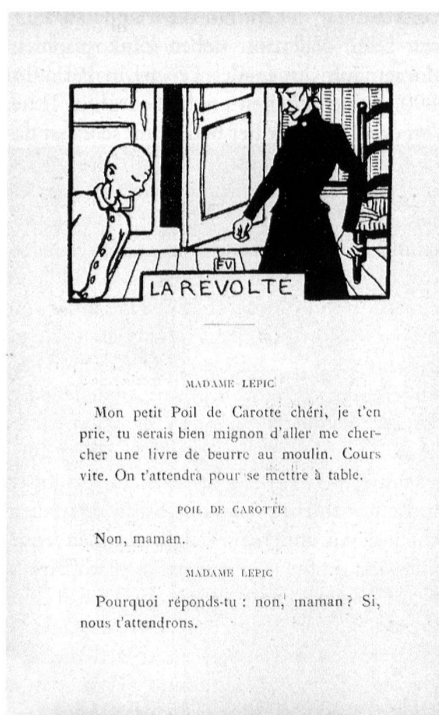 FV
LA RÉVOLTE
MADAME LEPIC
Mon petit Poil de Carotte chéri, je t'en
prie, tu serais bien mignon d'aller me cher-
cher une livre de beurre au moulin. Cours
vite. On t'attendra pour se mettre à table.
POIL DE CAROTTE
Non, maman.
MADAME LEPIC
Pourquoi réponds-tu : non, maman ? Si,
nous t'attendrons.